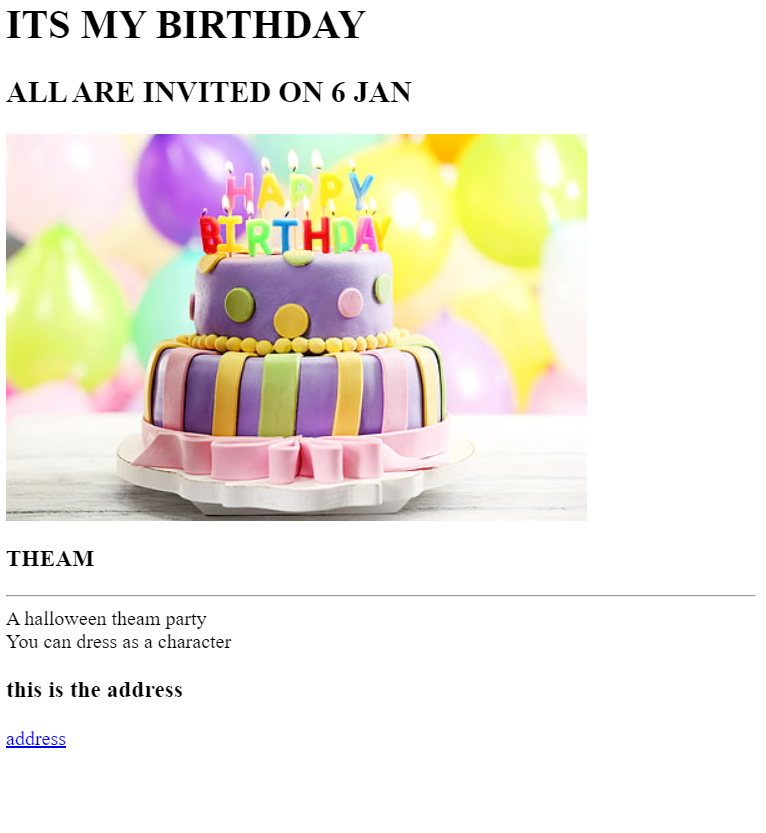 ITS MY BIRTHDAY
ALL ARE INVITED ON 6 JAN
HAPPY
BIRTHDAY
THEAM
A halloween theam party
You can dress as a character
this is the address
address